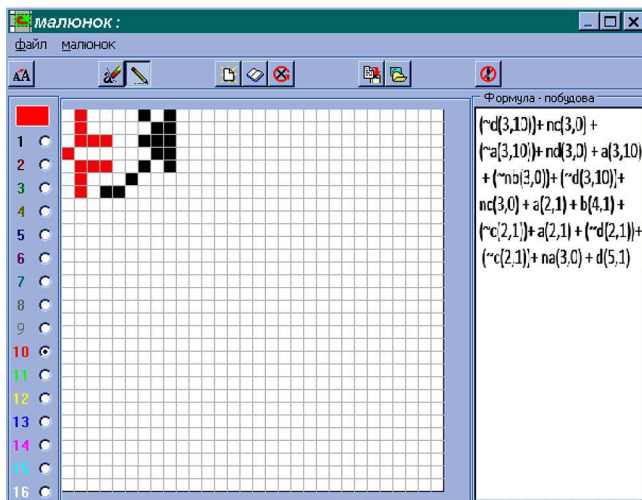 малюнок :
файл малюнок
АА
Формула - побудова
(~d(3,10))+ nc(3,0) +
(~a(3,10))+ nd(3,0) + a(3,10)
+ (~nb(3,0))+ (~d(3,10))+
nc(3,0) + a(2,1) + b(4,1) +
(~c(2,1))+ a(2,1) + (~d(2,1))+
(~c(2,1))+ na(3,0) + d(5,1)
1
2
3
4
5
6
7
8
9
10
11
12
13
14
15
16